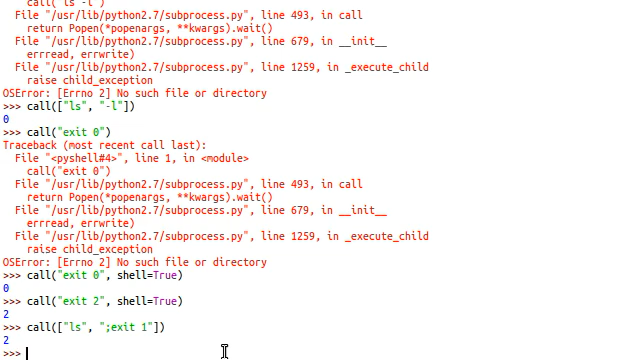 call("ls -l")
File "/usr/lib/python2.7/subprocess.py", line 493, in call
return Popen(*popenargs, **kwargs).wait()
File "/usr/lib/python2.7/subprocess.py", line 679, in __init__
errread, errwrite)
File "/usr/lib/python2.7/subprocess.py", line 1259, in _execute_child
raise child_exception
OSError: [Errno 2] No such file or directory
>>> call(["ls", "-l"])
0
>>> call("exit 0")
Traceback (most recent call last):
File "<pyshell#4>", line 1, in <module>
call("exit 0")
File "/usr/lib/python2.7/subprocess.py", line 493, in call
return Popen(*popenargs, **kwargs).wait()
File "/usr/lib/python2.7/subprocess.py", line 679, in __init__
errread, errwrite)
File "/usr/lib/python2.7/subprocess.py", line 1259, in _execute_child
raise child_exception
OSError: [Errno 2] No such file or directory
>>> call("exit 0", shell=True)
0
>>> call("exit 2", shell=True)
2
>>> call(["ls", ";exit 1"])
2
>>>